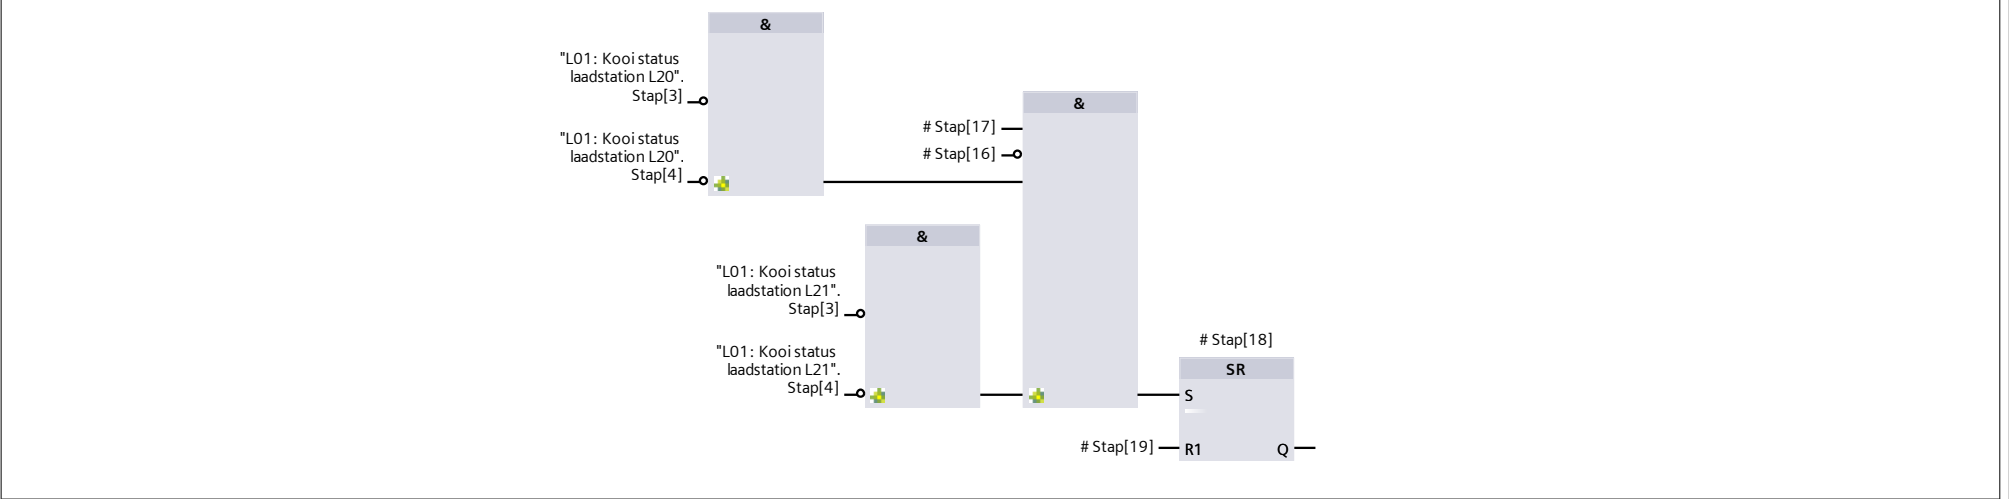 &
"L01: Kooi status
laadstation L20".
Stap[3]
"L01: Kooi status
laadstation L20".
Stap[4]
&
# Stap[17]
# Stap[16]
&
"L01: Kooi status
laadstation L21".
Stap[3]
"L01: Kooi status
laadstation L21".
Stap[4]
# Stap[18]
SR
S
# Stap[19]
R1
Q